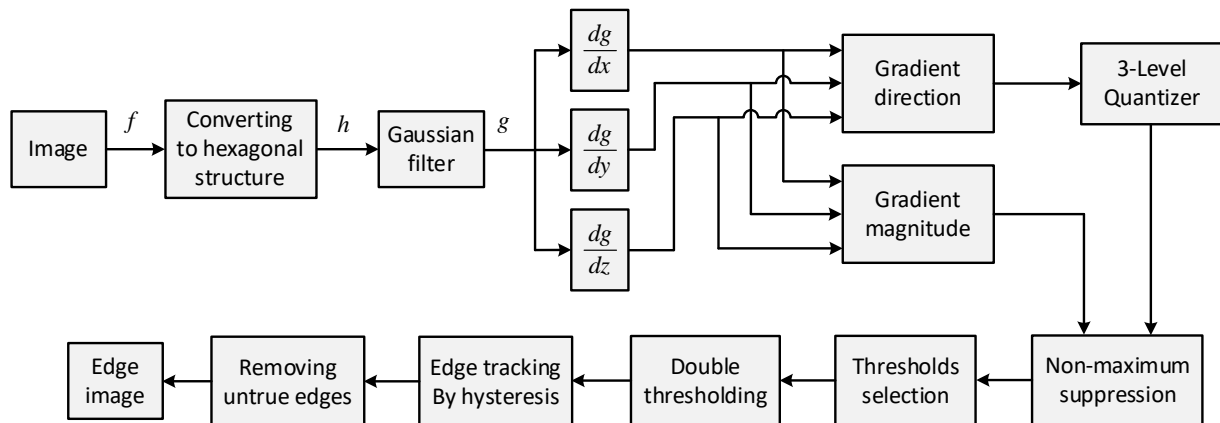 Image
f
Converting
to hexagonal
structure
h
Gaussian
filter
g
dg
dx
dg
dy
dg
dz
Gradient
direction
3-Level
Quantizer
Gradient
magnitude
Edge
image
Removing
untrue edges
Edge tracking
By hysteresis
Double
thresholding
Thresholds
selection
Non-maximum
suppression